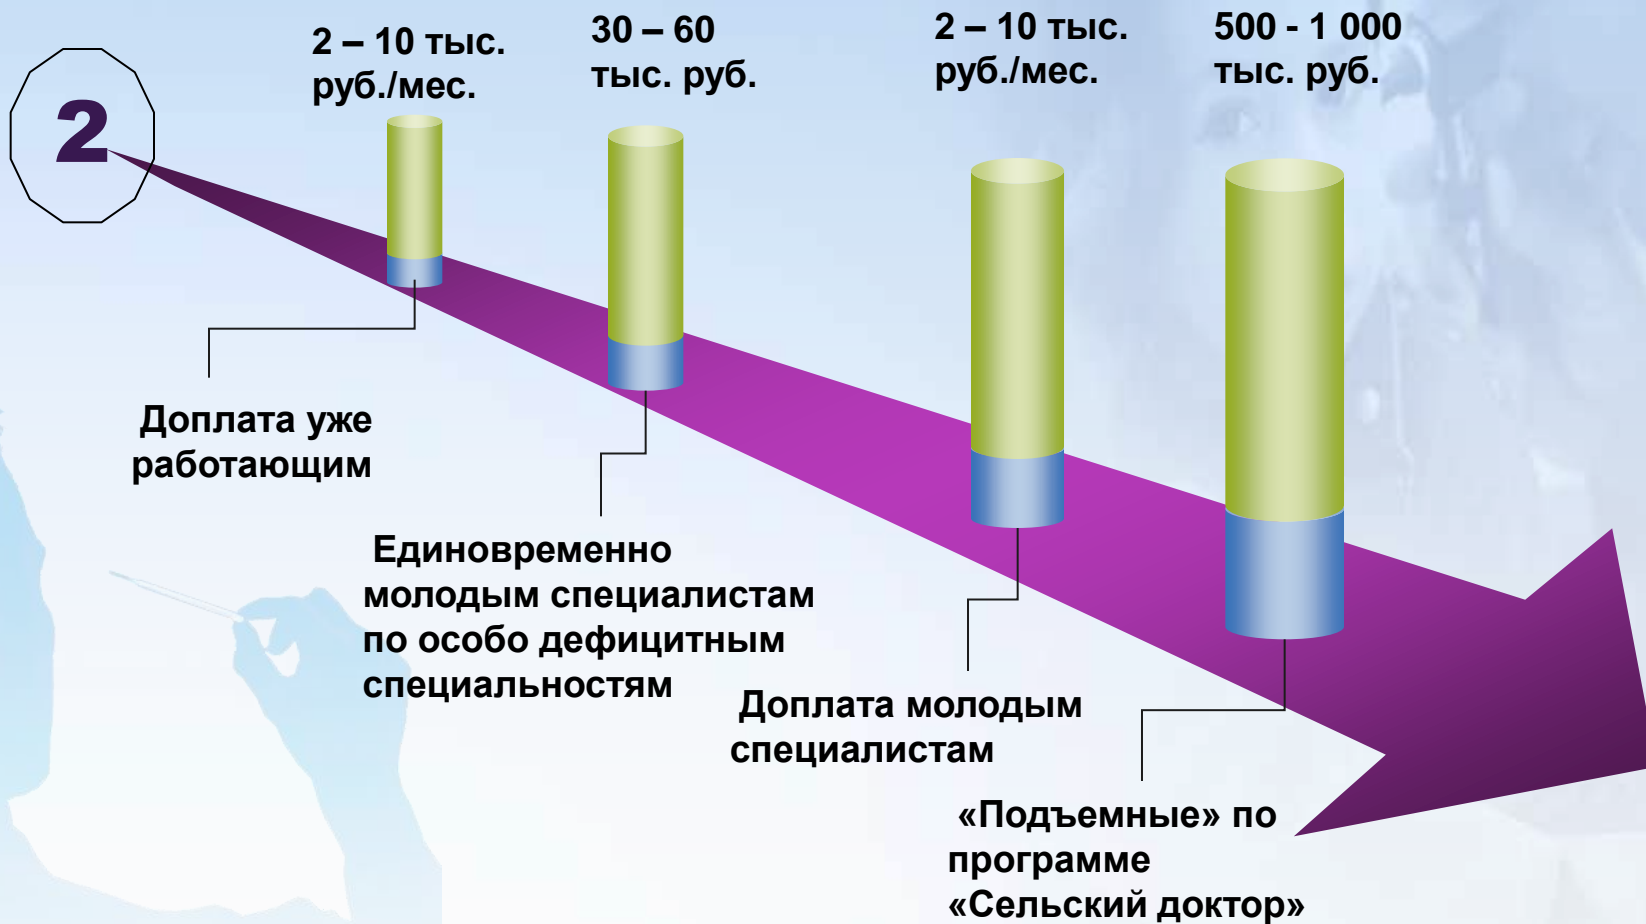 2
2 – 10 тыс.
руб./мес.
30 – 60
тыс. руб.
2 – 10 тыс.
руб./мес.
500 - 1 000
тыс. руб.
Доплата уже
работающим
Единовременно
молодым специалистам
по особо дефицитным
специальностям
Доплата молодым
специалистам
«Подъемные» по
программе
«Сельский доктор»